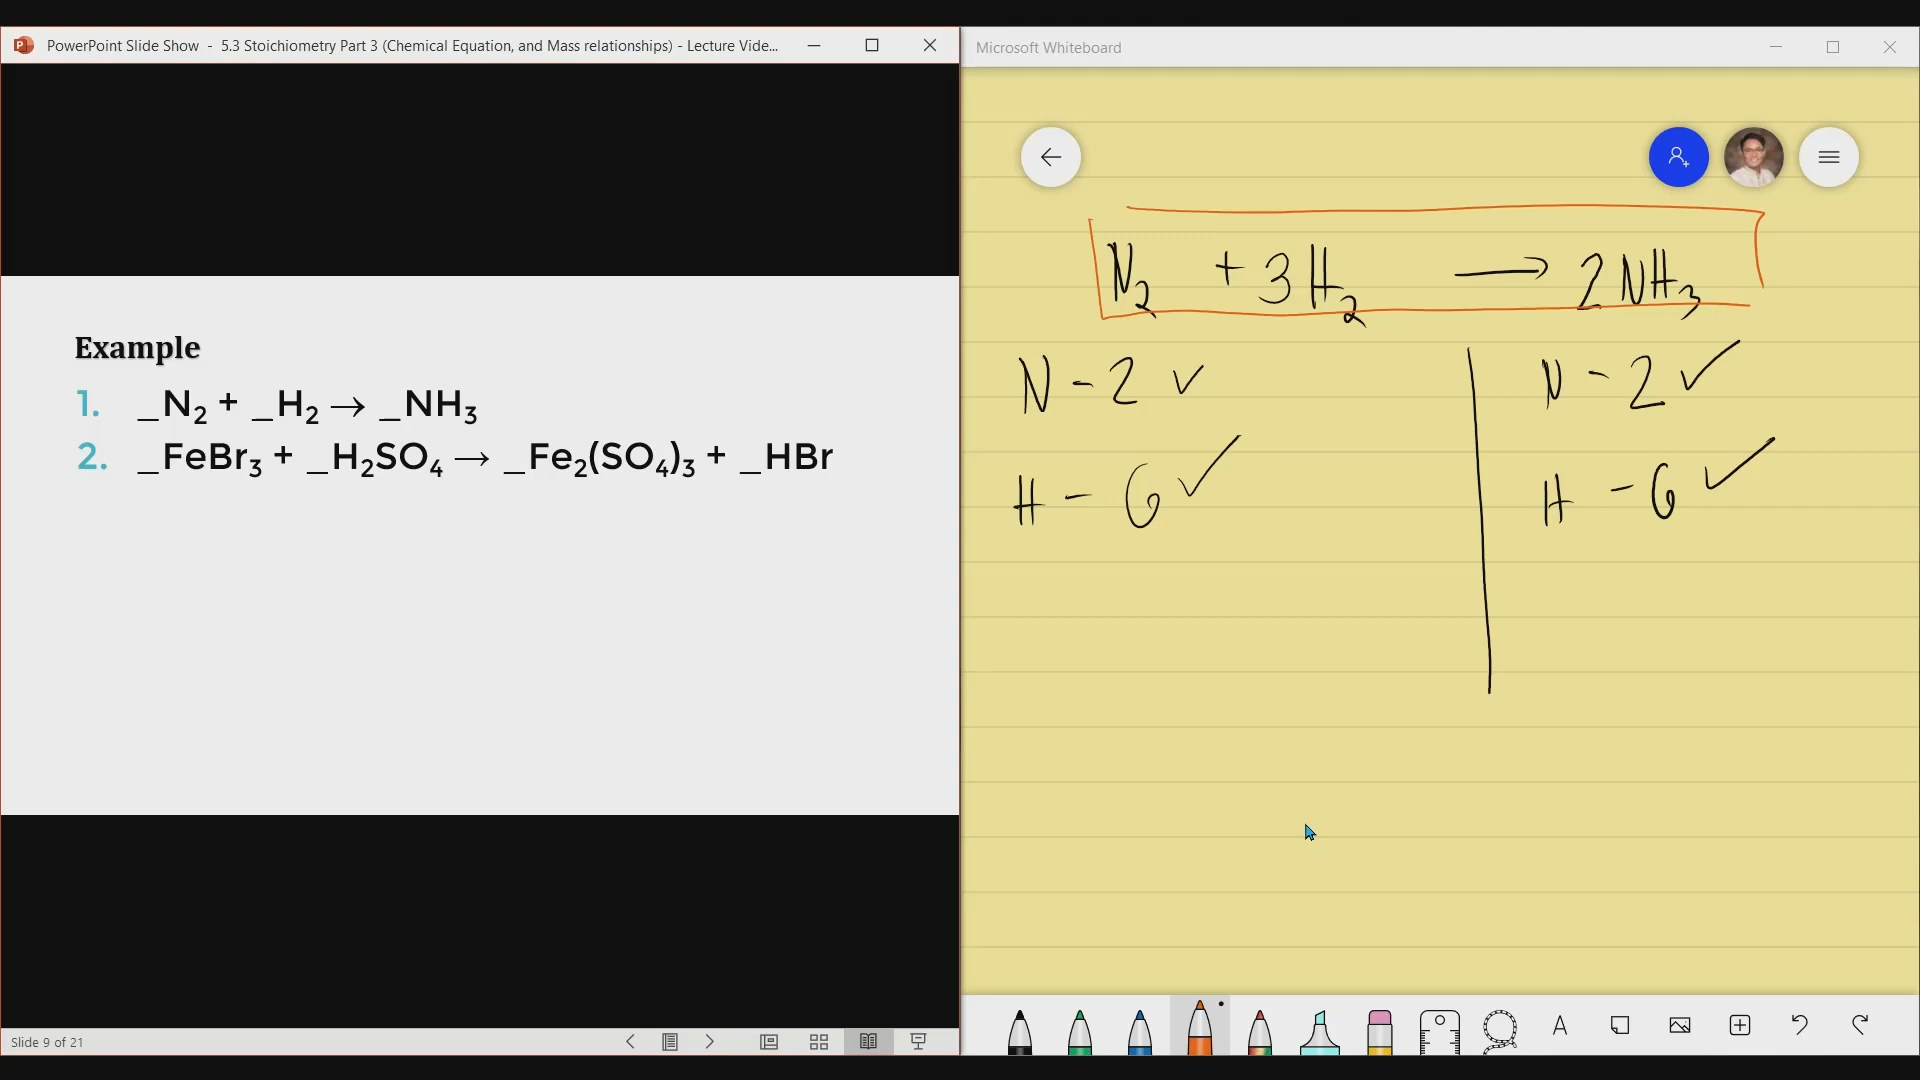 PowerPoint Slide Show - 5.3 Stoichiometry Part 3 (Chemical Equation, and Mass relationships) - Lecture Vide...
Example
1. _N₂ + _H₂ → _NH₃
2. _FeBr₃ + _H₂SO₄ → _Fe₂(SO₄)₃ + _HBr
Slide 9 of 21
Microsoft Whiteboard
N₂ + 3H₂ → 2NH₃
N - 2 ✓ N - 2 ✓
H - 6 ✓ H - 6 ✓